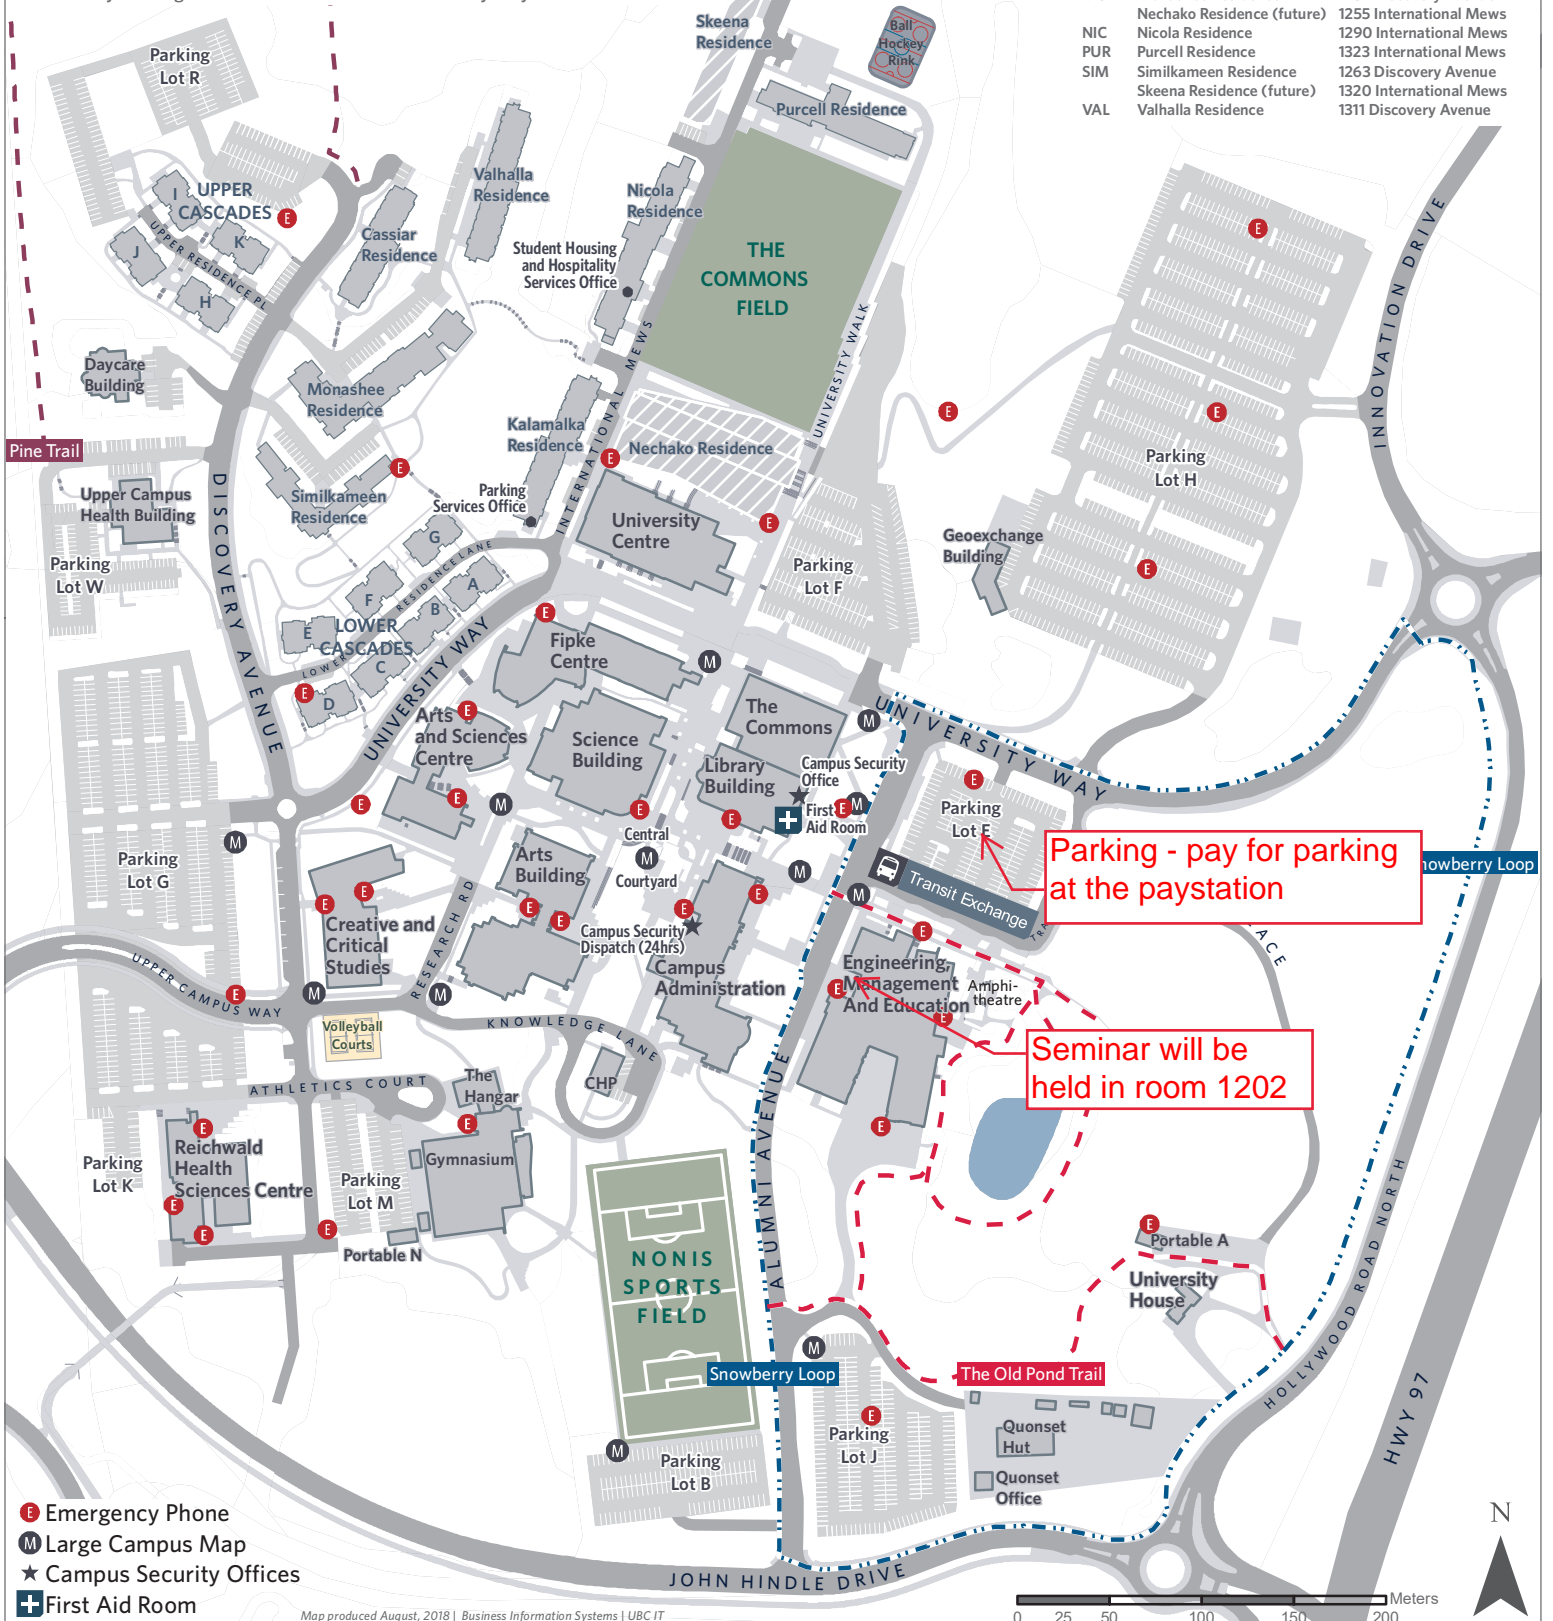 Skeena
Residence
Ball
Hockey
Rink
Nechako Residence (future) 1255 International Mews
NIC Nicola Residence 1290 International Mews
PUR Purcell Residence 1323 International Mews
SIM Similkameen Residence 1263 Discovery Avenue
Skeena Residence (future) 1320 International Mews
VAL Valhalla Residence 1311 Discovery Avenue
Parking
Lot R
Purcell Residence
Valhalla
Residence
Nicola
Residence
I
UPPER
CASCADES
E
K
J
H
UPPER RESIDENCE PL
Cassiar
Residence
Student Housing
and Hospitality
Services Office
THE
COMMONS
FIELD
E
INNOVATION DRIVE
UNIVERSITY WALK
INTERNATIONAL MEWS
Daycare
Building
Monashee
Residence
Kalamalka
Residence
Nechako Residence
E
E
E
E
Parking
Lot H
Pine Trail
Upper Campus
Health Building
Similkameen
Residence
Parking
Services Office
University
Centre
E
Geoexchange
Building
DISCOVERY AVENUE
G
Parking
Lot W
Parking
Lot F
E
A
F
B
E
LOWER
CASCADES
C
D
E
LOWER RESIDENCE LANE
UNIVERSITY WAY
E
Fipke
Centre
M
Arts
and Sciences
Centre
E
Science
Building
The
Commons
M
UNIVERSITY WAY
Library
Building
Campus Security
Office
First
Aid Room
E
M
E
Parking
Lot E
E
E
M
E
E
Central
Courtyard
M
M
Parking - pay for parking
at the paystation
nowberry Loop
M
Parking
Lot G
Arts
Building
M
Transit Exchange
TRA
ACE
E
E
Creative and
Critical
Studies
RESEARCH RD
E
E
E
E
Campus Security
Dispatch (24hrs)
M
E
Campus
Administration
Engineering,
Management
And Education
E
E
Amphi-
theatre
UPPER CAMPUS WAY
E
M
M
Volleyball
Courts
KNOWLEDGE LANE
Seminar will be
held in room 1202
CHP
ATHLETICS COURT
The
Hangar
E
E
ALUMNI AVENUE
E
Reichwald
Health
Sciences Centre
E
E
Parking
Lot K
Parking
Lot M
Gymnasium
E
Portable N
NONIS
SPORTS
FIELD
E
Portable A
University
House
HOLLYWOOD ROAD NORTH
HWY 97
M
Snowberry Loop
The Old Pond Trail
E
Parking
Lot J
Quonset
Hut
Quonset
Office
M
Parking
Lot B
JOHN HINDLE DRIVE
N
E Emergency Phone
M Large Campus Map
Campus Security Offices
First Aid Room
Map produced August, 2018 | Business Information Systems | UBC IT
Meters
0 25 50 100 150 200